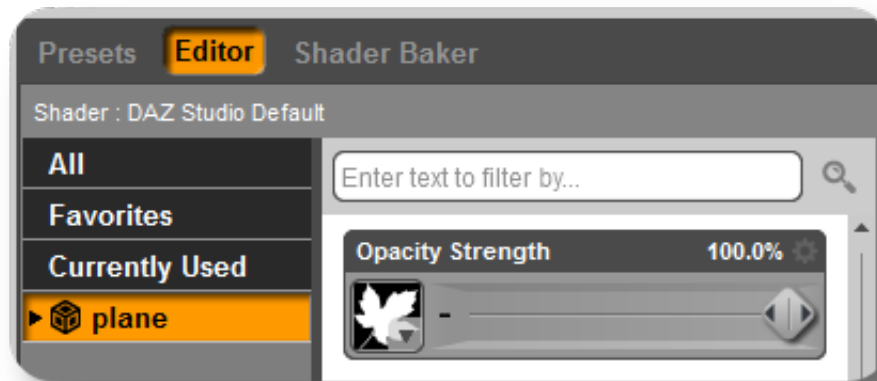 Presets Editor Shader Baker
Shader : DAZ Studio Default
All
Favorites
Currently Used
plane
Enter text to filter by...
Opacity Strength 100.0%
-